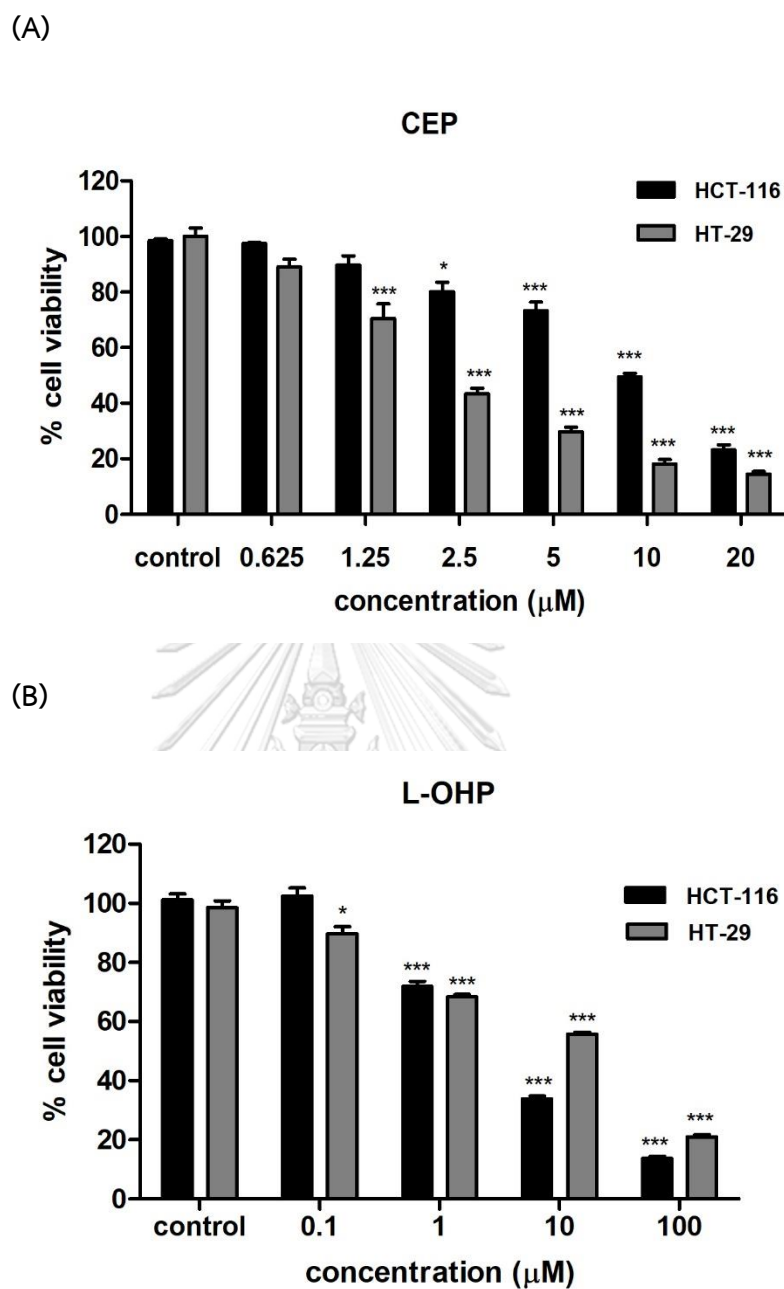 (A)
CEP
120
100
80
60
40
20
0
% cell viability
HCT-116
HT-29
***
*
***
***
***
***
***
***
***
control 0.625 1.25 2.5 5 10 20
concentration (μM)
(B)
L-OHP
120
100
80
60
40
20
0
% cell viability
HCT-116
HT-29
*
***
***
***
***
***
***
control 0.1 1 10 100
concentration (μM)